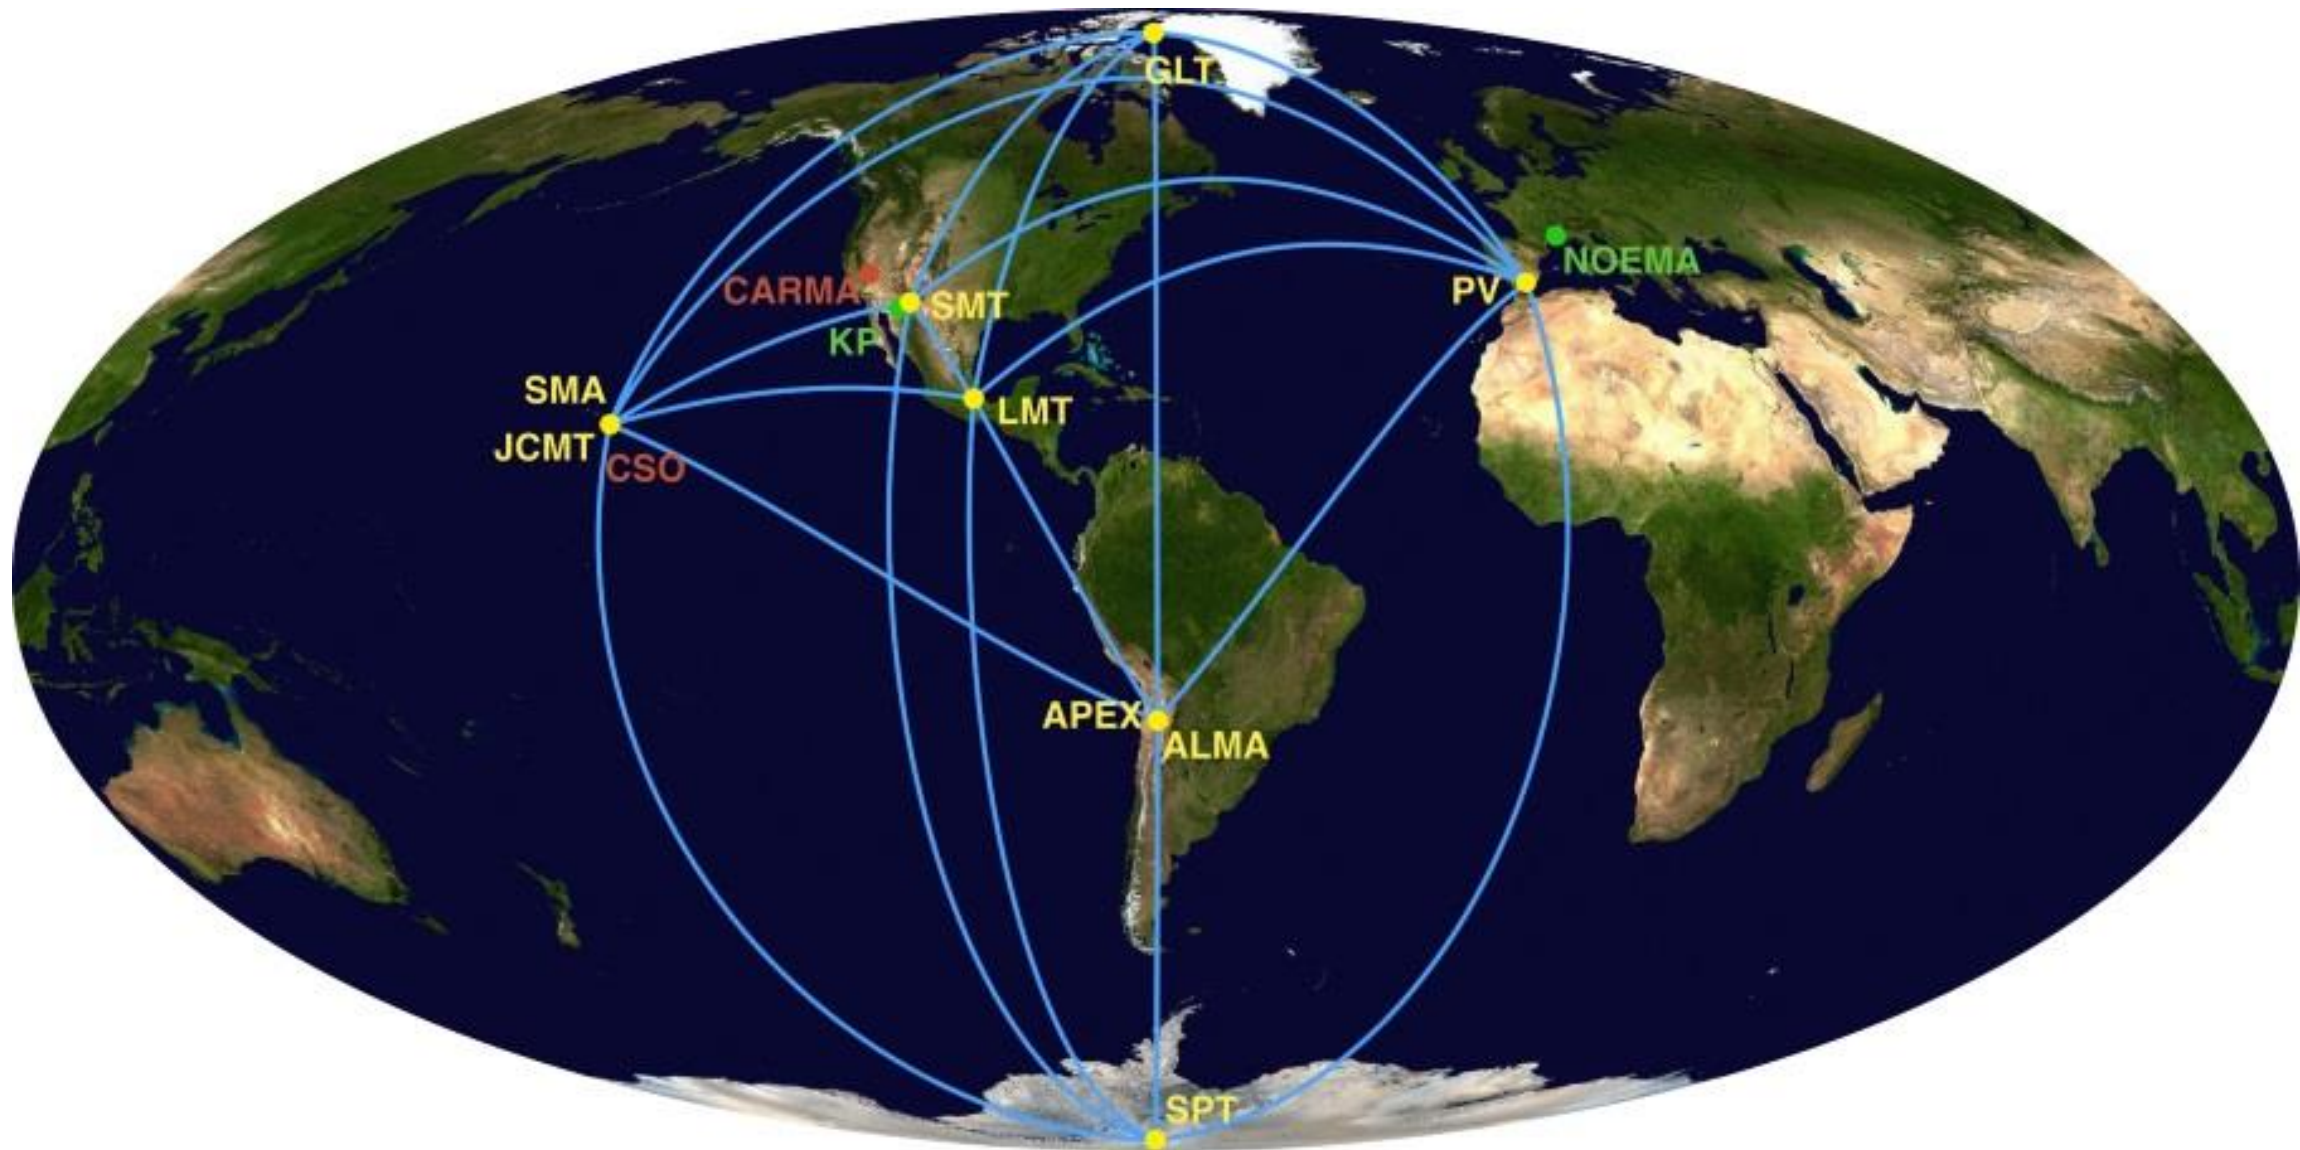 GLT
NOEMA
CARMA
PV
SMT
KP
SMA
LMT
JCMT
CSO
APEX
ALMA
SPT